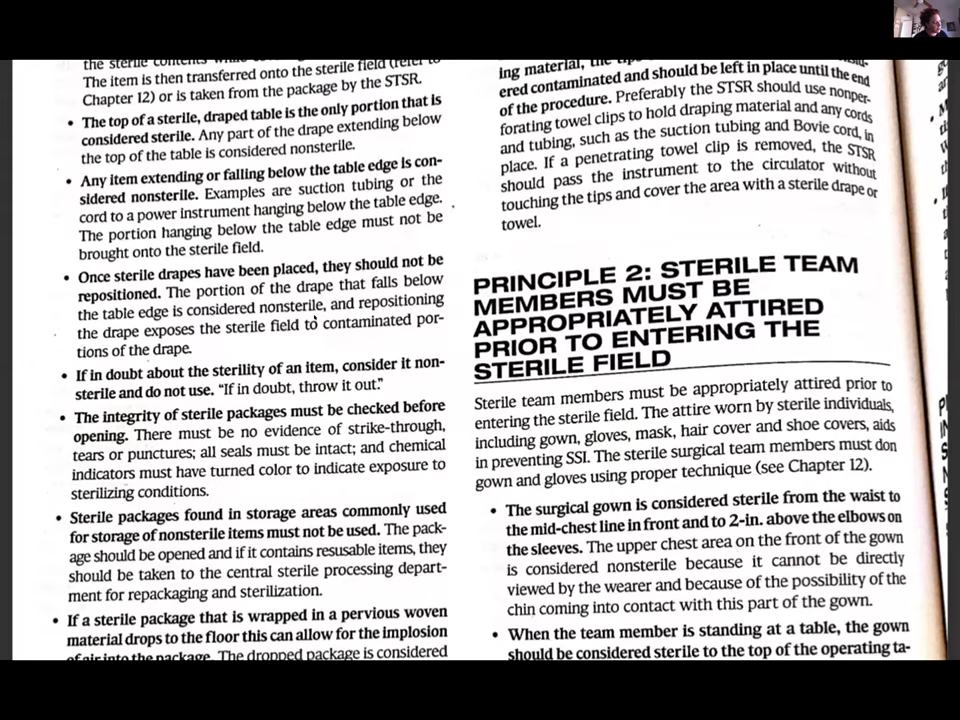 the sterile contents while
The item is then transferred onto the sterile field (refer to
Chapter 12) or is taken from the package by the STSR.
• The top of a sterile, draped table is the only portion that is
considered sterile. Any part of the drape extending below
the top of the table is considered nonsterile.
• Any item extending or falling below the table edge is con-
sidered nonsterile. Examples are suction tubing or the
cord to a power instrument hanging below the table edge.
The portion hanging below the table edge must not be
brought onto the sterile field.
• Once sterile drapes have been placed, they should not be
repositioned. The portion of the drape that falls below
the table edge is considered nonsterile, and repositioning
the drape exposes the sterile field to contaminated por-
tions of the drape.
• If in doubt about the sterility of an item, consider it non-
sterile and do not use. “If in doubt, throw it out.”
• The integrity of sterile packages must be checked before
opening. There must be no evidence of strike-through,
tears or punctures; all seals must be intact; and chemical
indicators must have turned color to indicate exposure to
sterilizing conditions.
• Sterile packages found in storage areas commonly used
for storage of nonsterile items must not be used. The pack-
age should be opened and if it contains resusable items, they
should be taken to the central sterile processing depart-
ment for repackaging and sterilization.
• If a sterile package that is wrapped in a pervious woven
material drops to the floor this can allow for the implosion
of air into the package. The dropped package is considered
ing material, the tips
ered contaminated and should be left in place until the end
of the procedure. Preferably the STSR should use nonper-
forating towel clips to hold draping material and any cords
and tubing, such as the suction tubing and Bovie cord, in
place. If a penetrating towel clip is removed, the STSR
should pass the instrument to the circulator without
touching the tips and cover the area with a sterile drape or
towel.
PRINCIPLE 2: STERILE TEAM
MEMBERS MUST BE
APPROPRIATELY ATTIRED
PRIOR TO ENTERING THE
STERILE FIELD
Sterile team members must be appropriately attired prior to
entering the sterile field. The attire worn by sterile individuals,
including gown, gloves, mask, hair cover and shoe covers, aids
in preventing SSI. The sterile surgical team members must don
gown and gloves using proper technique (see Chapter 12).
• The surgical gown is considered sterile from the waist to
the mid-chest line in front and to 2-in. above the elbows on
the sleeves. The upper chest area on the front of the gown
is considered nonsterile because it cannot be directly
viewed by the wearer and because of the possibility of the
chin coming into contact with this part of the gown.
• When the team member is standing at a table, the gown
should be considered sterile to the top of the operating ta-